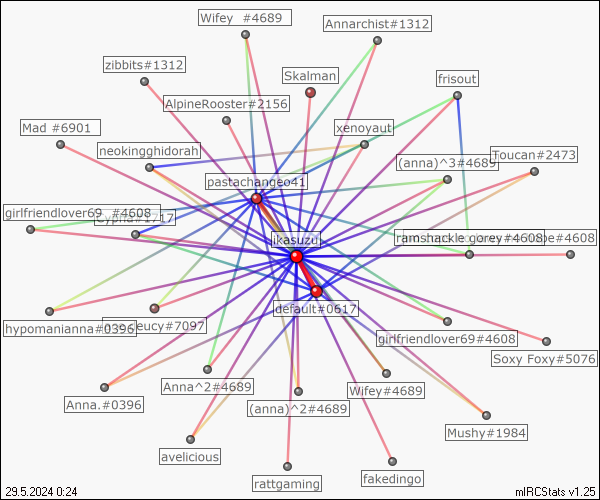 Wifey  #4689
Annarchist#1312
zibbits#1312
Skalman
frisout
AlpineRooster#2156
Mad #6901
xenoyaut
neokingghidorah
(anna)^3#4689
Toucan#2473
pastachangeo41
girlfriendlover69  #4608
#1717
ikasuzu
ramshackle gorey #4608
#4608
default#0617
hypomanianna#0396
deucy#7097
girlfriendlover69#4608
Soxy Foxy#5076
Anna^2#4689
Wifey#4689
Anna.#0396
(anna)^2#4689
Mushy#1984
avelicious
rattgaming
fakedingo
29.5.2024 0:24
mIRCStats v1.25